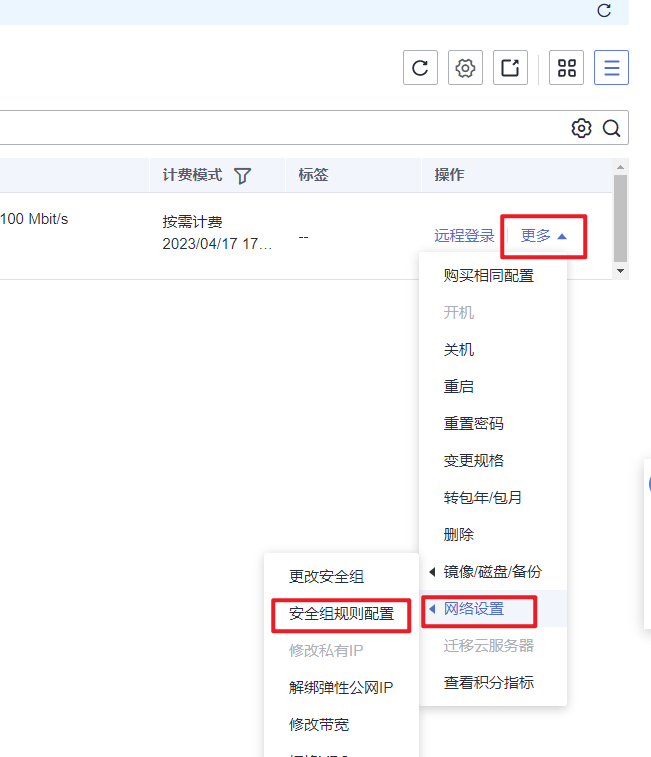 计费模式 标签 操作
100 Mbit/s
按需计费
2023/04/17 17...
--
远程登录 更多
购买相同配置
开机
关机
重启
重置密码
变更规格
转包年/包月
删除
镜像/磁盘/备份
网络设置
迁移云服务器
查看积分指标
更改安全组
安全组规则配置
修改私有IP
解绑弹性公网IP
修改带宽